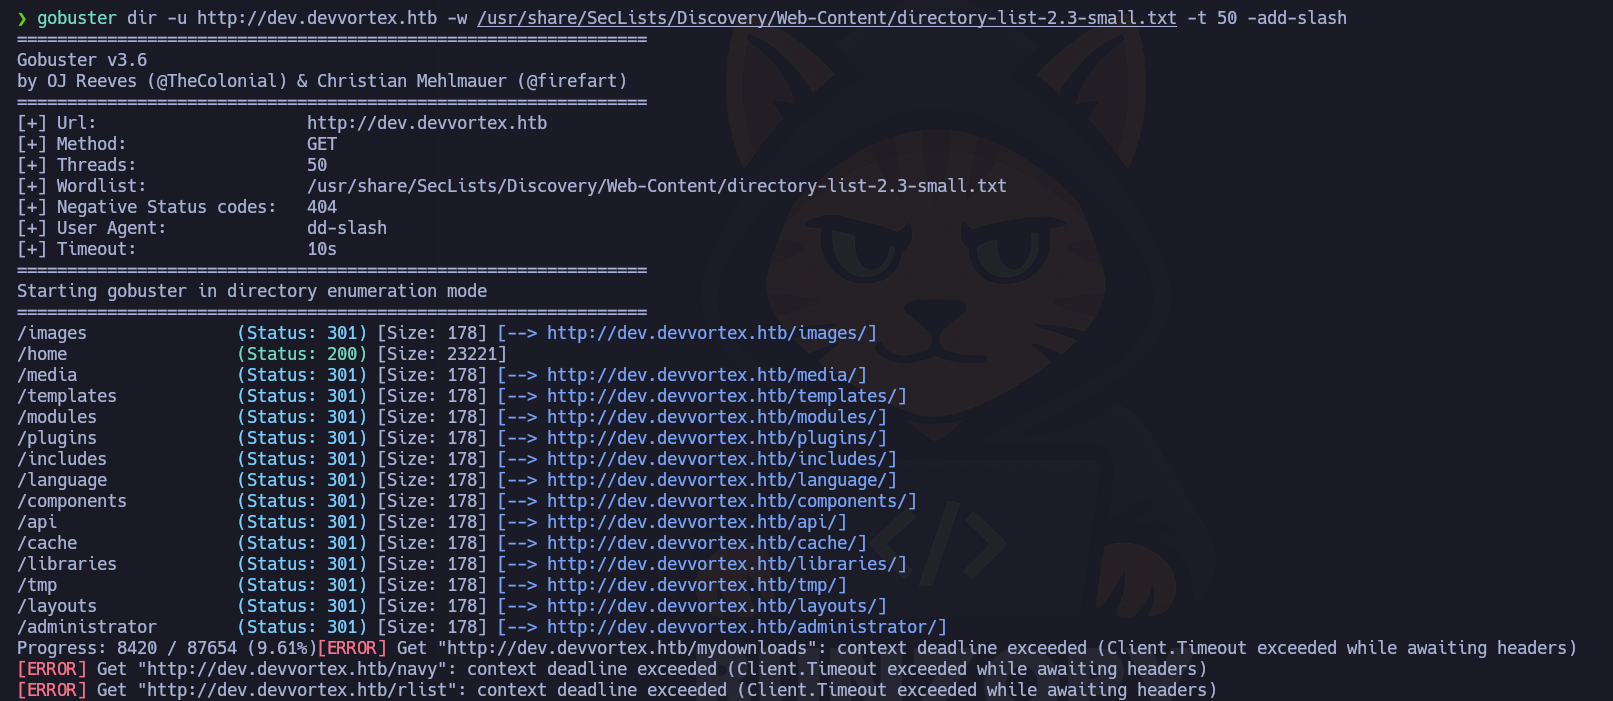 ❯ gobuster dir -u http://dev.devvortex.htb -w /usr/share/SecLists/Discovery/Web-Content/directory-list-2.3-small.txt -t 50 -add-slash
===============================================================
Gobuster v3.6
by OJ Reeves (@TheColonial) & Christian Mehlmauer (@firefart)
===============================================================
[+] Url:                     http://dev.devvortex.htb
[+] Method:                  GET
[+] Threads:                 50
[+] Wordlist:                /usr/share/SecLists/Discovery/Web-Content/directory-list-2.3-small.txt
[+] Negative Status codes:   404
[+] User Agent:              dd-slash
[+] Timeout:                 10s
===============================================================
Starting gobuster in directory enumeration mode
===============================================================
/images               (Status: 301) [Size: 178] [--> http://dev.devvortex.htb/images/]
/home                 (Status: 200) [Size: 23221]
/media                (Status: 301) [Size: 178] [--> http://dev.devvortex.htb/media/]
/templates            (Status: 301) [Size: 178] [--> http://dev.devvortex.htb/templates/]
/modules              (Status: 301) [Size: 178] [--> http://dev.devvortex.htb/modules/]
/plugins              (Status: 301) [Size: 178] [--> http://dev.devvortex.htb/plugins/]
/includes             (Status: 301) [Size: 178] [--> http://dev.devvortex.htb/includes/]
/language             (Status: 301) [Size: 178] [--> http://dev.devvortex.htb/language/]
/components           (Status: 301) [Size: 178] [--> http://dev.devvortex.htb/components/]
/api                  (Status: 301) [Size: 178] [--> http://dev.devvortex.htb/api/]
/cache                (Status: 301) [Size: 178] [--> http://dev.devvortex.htb/cache/]
/libraries            (Status: 301) [Size: 178] [--> http://dev.devvortex.htb/libraries/]
/tmp                  (Status: 301) [Size: 178] [--> http://dev.devvortex.htb/tmp/]
/layouts              (Status: 301) [Size: 178] [--> http://dev.devvortex.htb/layouts/]
/administrator        (Status: 301) [Size: 178] [--> http://dev.devvortex.htb/administrator/]
Progress: 8420 / 87654 (9.61%)[ERROR] Get "http://dev.devvortex.htb/mydownloads": context deadline exceeded (Client.Timeout exceeded while awaiting headers)
[ERROR] Get "http://dev.devvortex.htb/navy": context deadline exceeded (Client.Timeout exceeded while awaiting headers)
[ERROR] Get "http://dev.devvortex.htb/rlist": context deadline exceeded (Client.Timeout exceeded while awaiting headers)